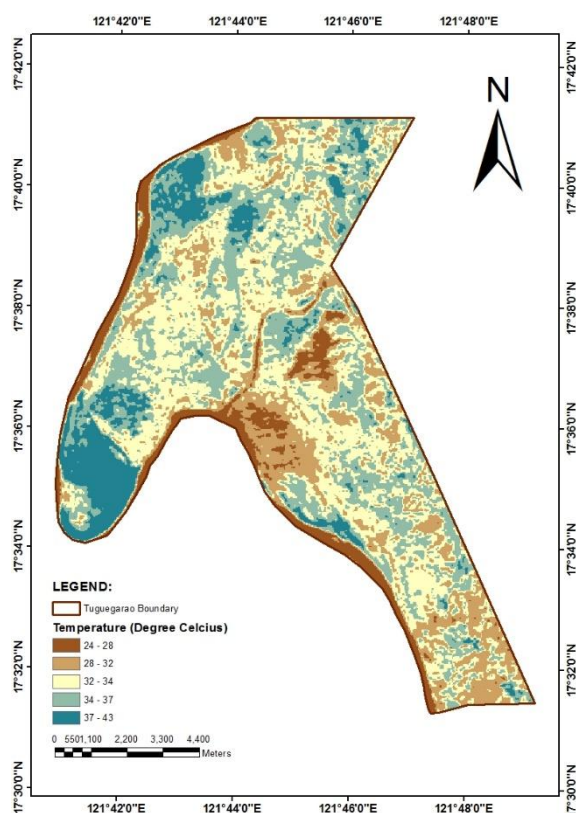 121°42'0"E 121°44'0"E 121°46'0"E 121°48'0"E
17°42'0"N 17°42'0"N
N
17°40'0"N 17°40'0"N
17°38'0"N 17°38'0"N
17°36'0"N 17°36'0"N
17°34'0"N 17°34'0"N
LEGEND:
Tuguegarao Boundary
Temperature (Degree Celcius)
24 - 28
28 - 32
32 - 34
34 - 37
37 - 43
17°32'0"N 17°32'0"N
0 550 1,100 2,200 3,300 4,400
Meters
17°30'0"N 17°30'0"N
121°42'0"E 121°44'0"E 121°46'0"E 121°48'0"E